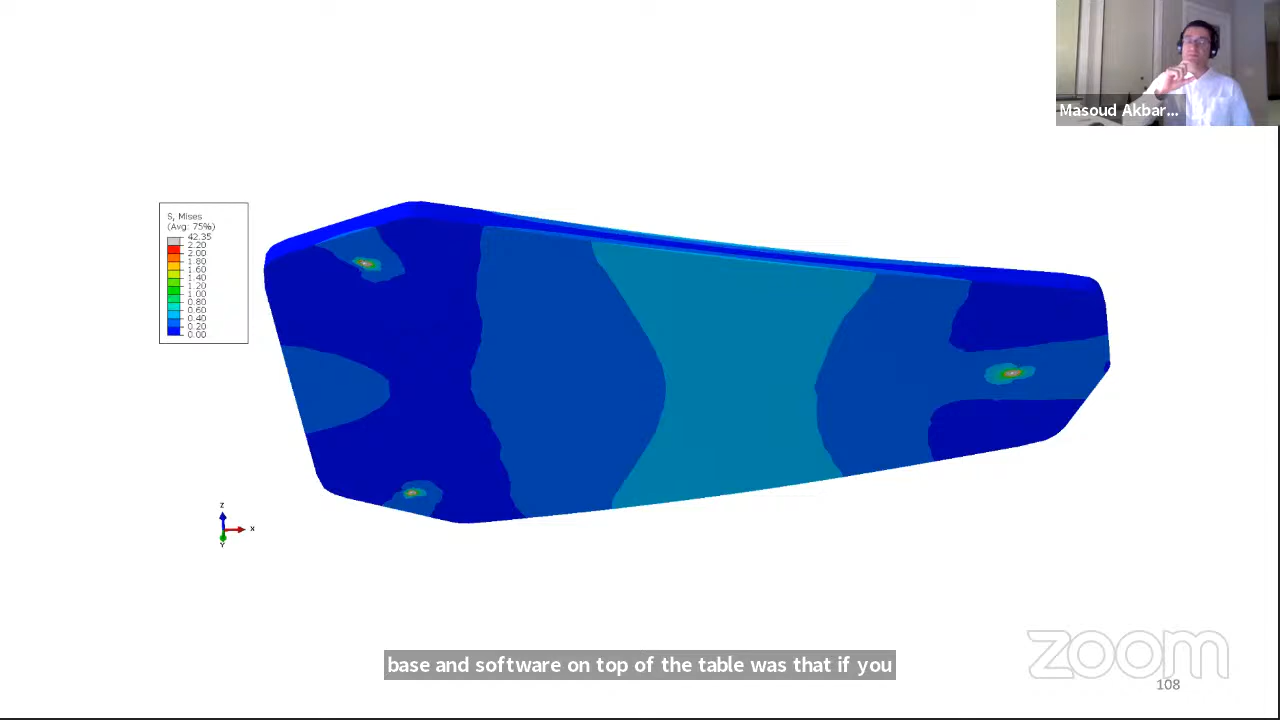 Masoud Akbar...
S, Mises
(Avg: 75%)
42.35
2.20
2.00
1.80
1.60
1.40
1.20
1.00
0.80
0.60
0.40
0.20
0.00
Z
X
Y
base and software on top of the table was that if you
zoom
108